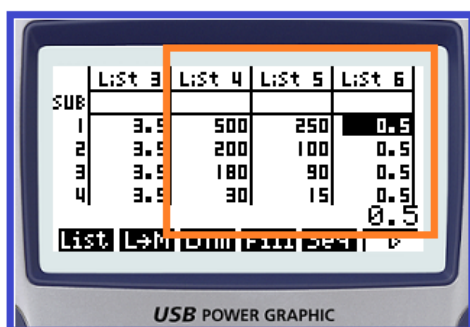 LiSt 3 LiSt 4 LiSt 5 LiSt 6
SUB
1 3.5 500 250 0.5
2 3.5 200 100 0.5
3 3.5 180 90 0.5
4 3.5 30 15 0.5
0.5
List L→M Dim Fill Seq ▷
USB POWER GRAPHIC